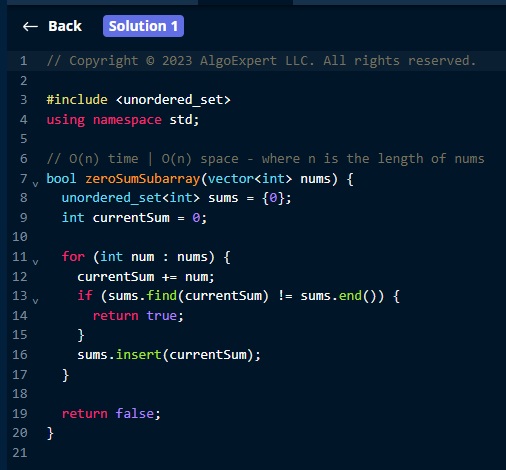 ← Back Solution 1
1 // Copyright © 2023 AlgoExpert LLC. All rights reserved.
2
3 #include <unordered_set>
4 using namespace std;
5
6 // O(n) time | O(n) space - where n is the length of nums
7 bool zeroSumSubarray(vector<int> nums) {
8   unordered_set<int> sums = {0};
9   int currentSum = 0;
10
11   for (int num : nums) {
12     currentSum += num;
13     if (sums.find(currentSum) != sums.end()) {
14       return true;
15     }
16     sums.insert(currentSum);
17   }
18
19   return false;
20 }
21